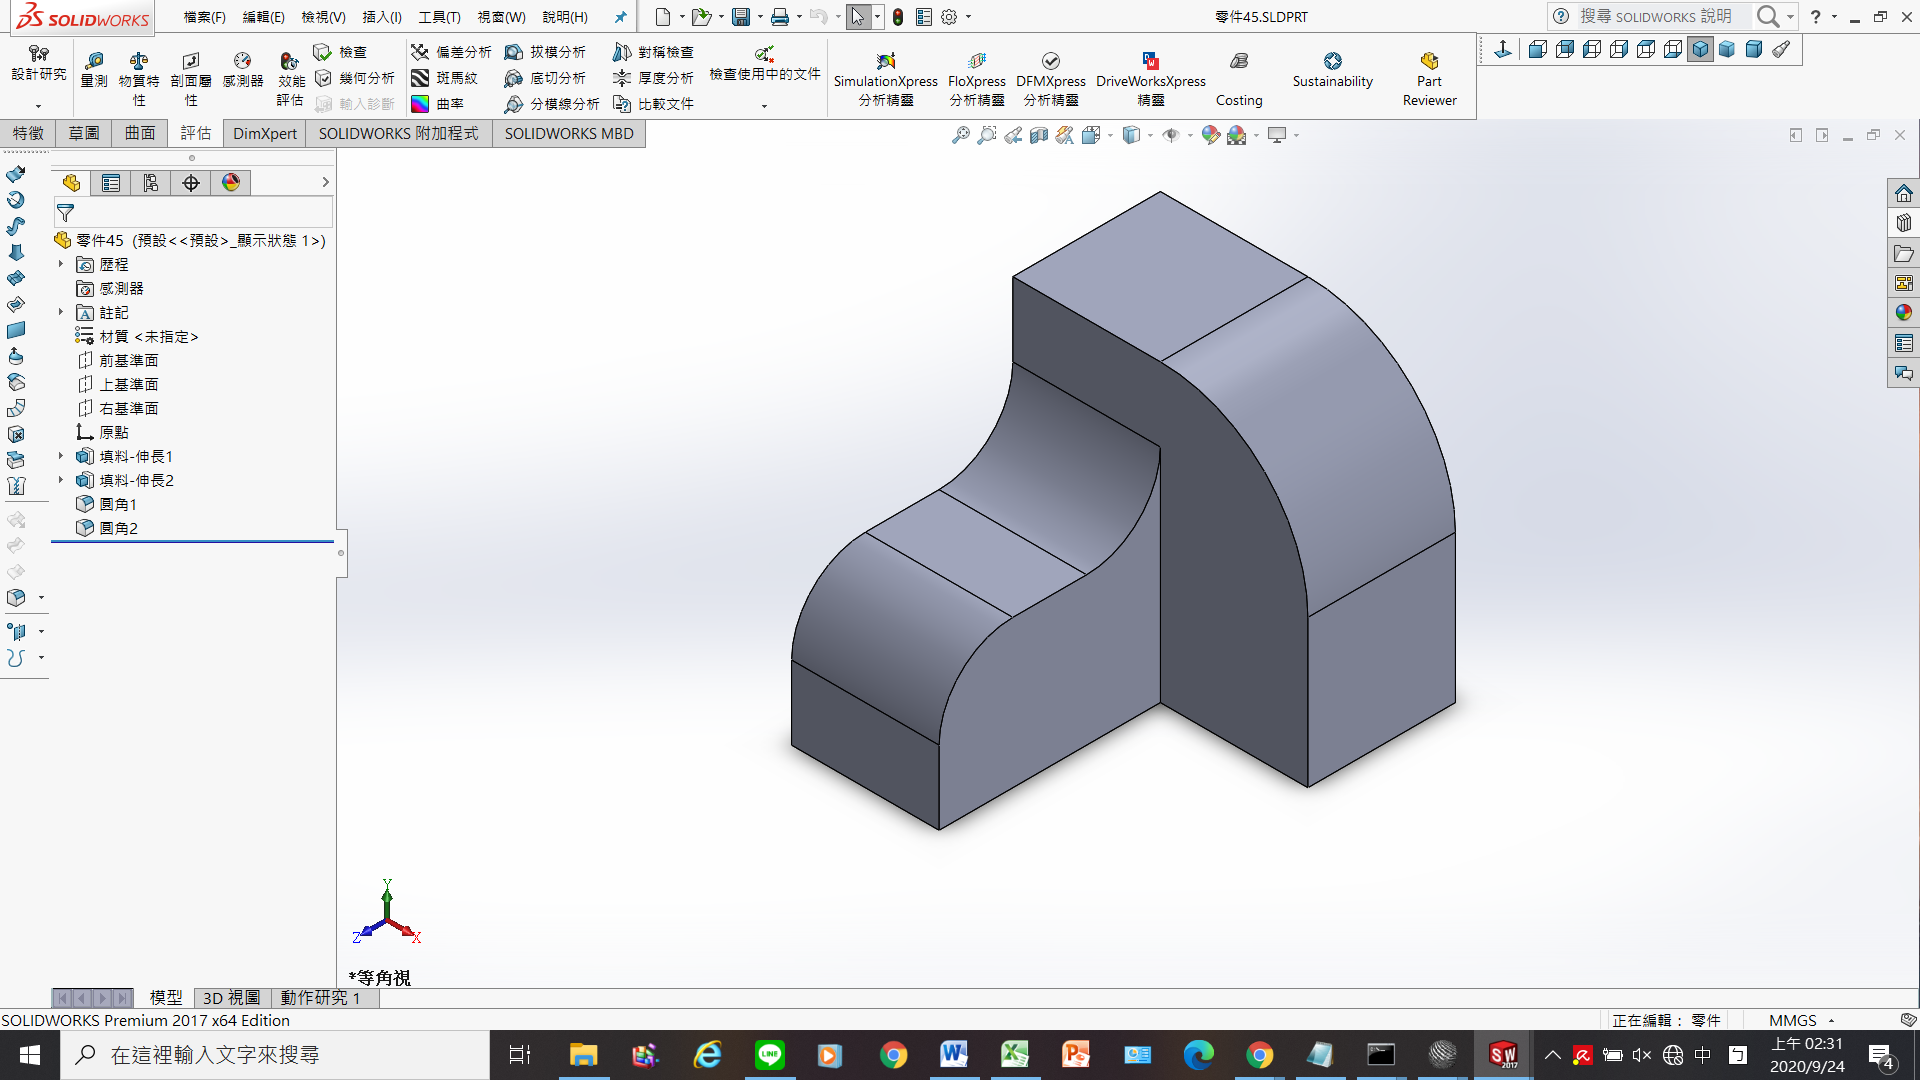 SOLIDWORKS
檔案(F) 編輯(E) 檢視(V) 插入(I) 工具(T) 視窗(W) 說明(H)
零件45.SLDPRT
搜尋 SOLIDWORKS 說明
設計研究
量測
物質特性
剖面屬性
感測器
效能評估
檢查
幾何分析
輸入診斷
偏差分析
斑馬紋
曲率
拔模分析
底切分析
分模線分析
對稱檢查
厚度分析
比較文件
檢查使用中的文件
SimulationXpress
分析精靈
FloXpress
分析精靈
DFMXpress
分析精靈
DriveWorksXpress
精靈
Costing
Sustainability
Part
Reviewer
特徵 草圖 曲面 評估 DimXpert SOLIDWORKS 附加程式 SOLIDWORKS MBD
零件45 (預設<<預設>_顯示狀態 1>)
歷程
感測器
註記
材質 <未指定>
前基準面
上基準面
右基準面
原點
填料-伸長1
填料-伸長2
圓角1
圓角2
Y
Z
X
*等角視
模型 3D 視圖 動作研究 1
SOLIDWORKS Premium 2017 x64 Edition
正在編輯： 零件
MMGS
在這裡輸入文字來搜尋
LINE
SW
2017
中
上午 02:31
2020/9/24
4